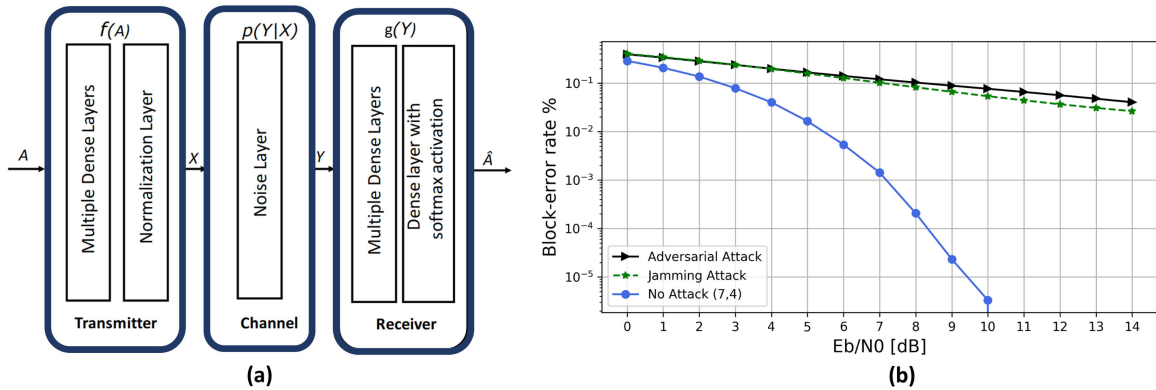 f(A)
p(Y|X)
g(Y)
Multiple Dense Layers
Normalization Layer
Noise Layer
Multiple Dense Layers
Dense layer with
softmax activation
A
X
Y
Â
Transmitter
Channel
Receiver
(a)
Block-error rate %
10⁻¹
10⁻²
10⁻³
10⁻⁴
10⁻⁵
Adversarial Attack
Jamming Attack
No Attack (7,4)
0 1 2 3 4 5 6 7 8 9 10 11 12 13 14
Eb/N0 [dB]
(b)